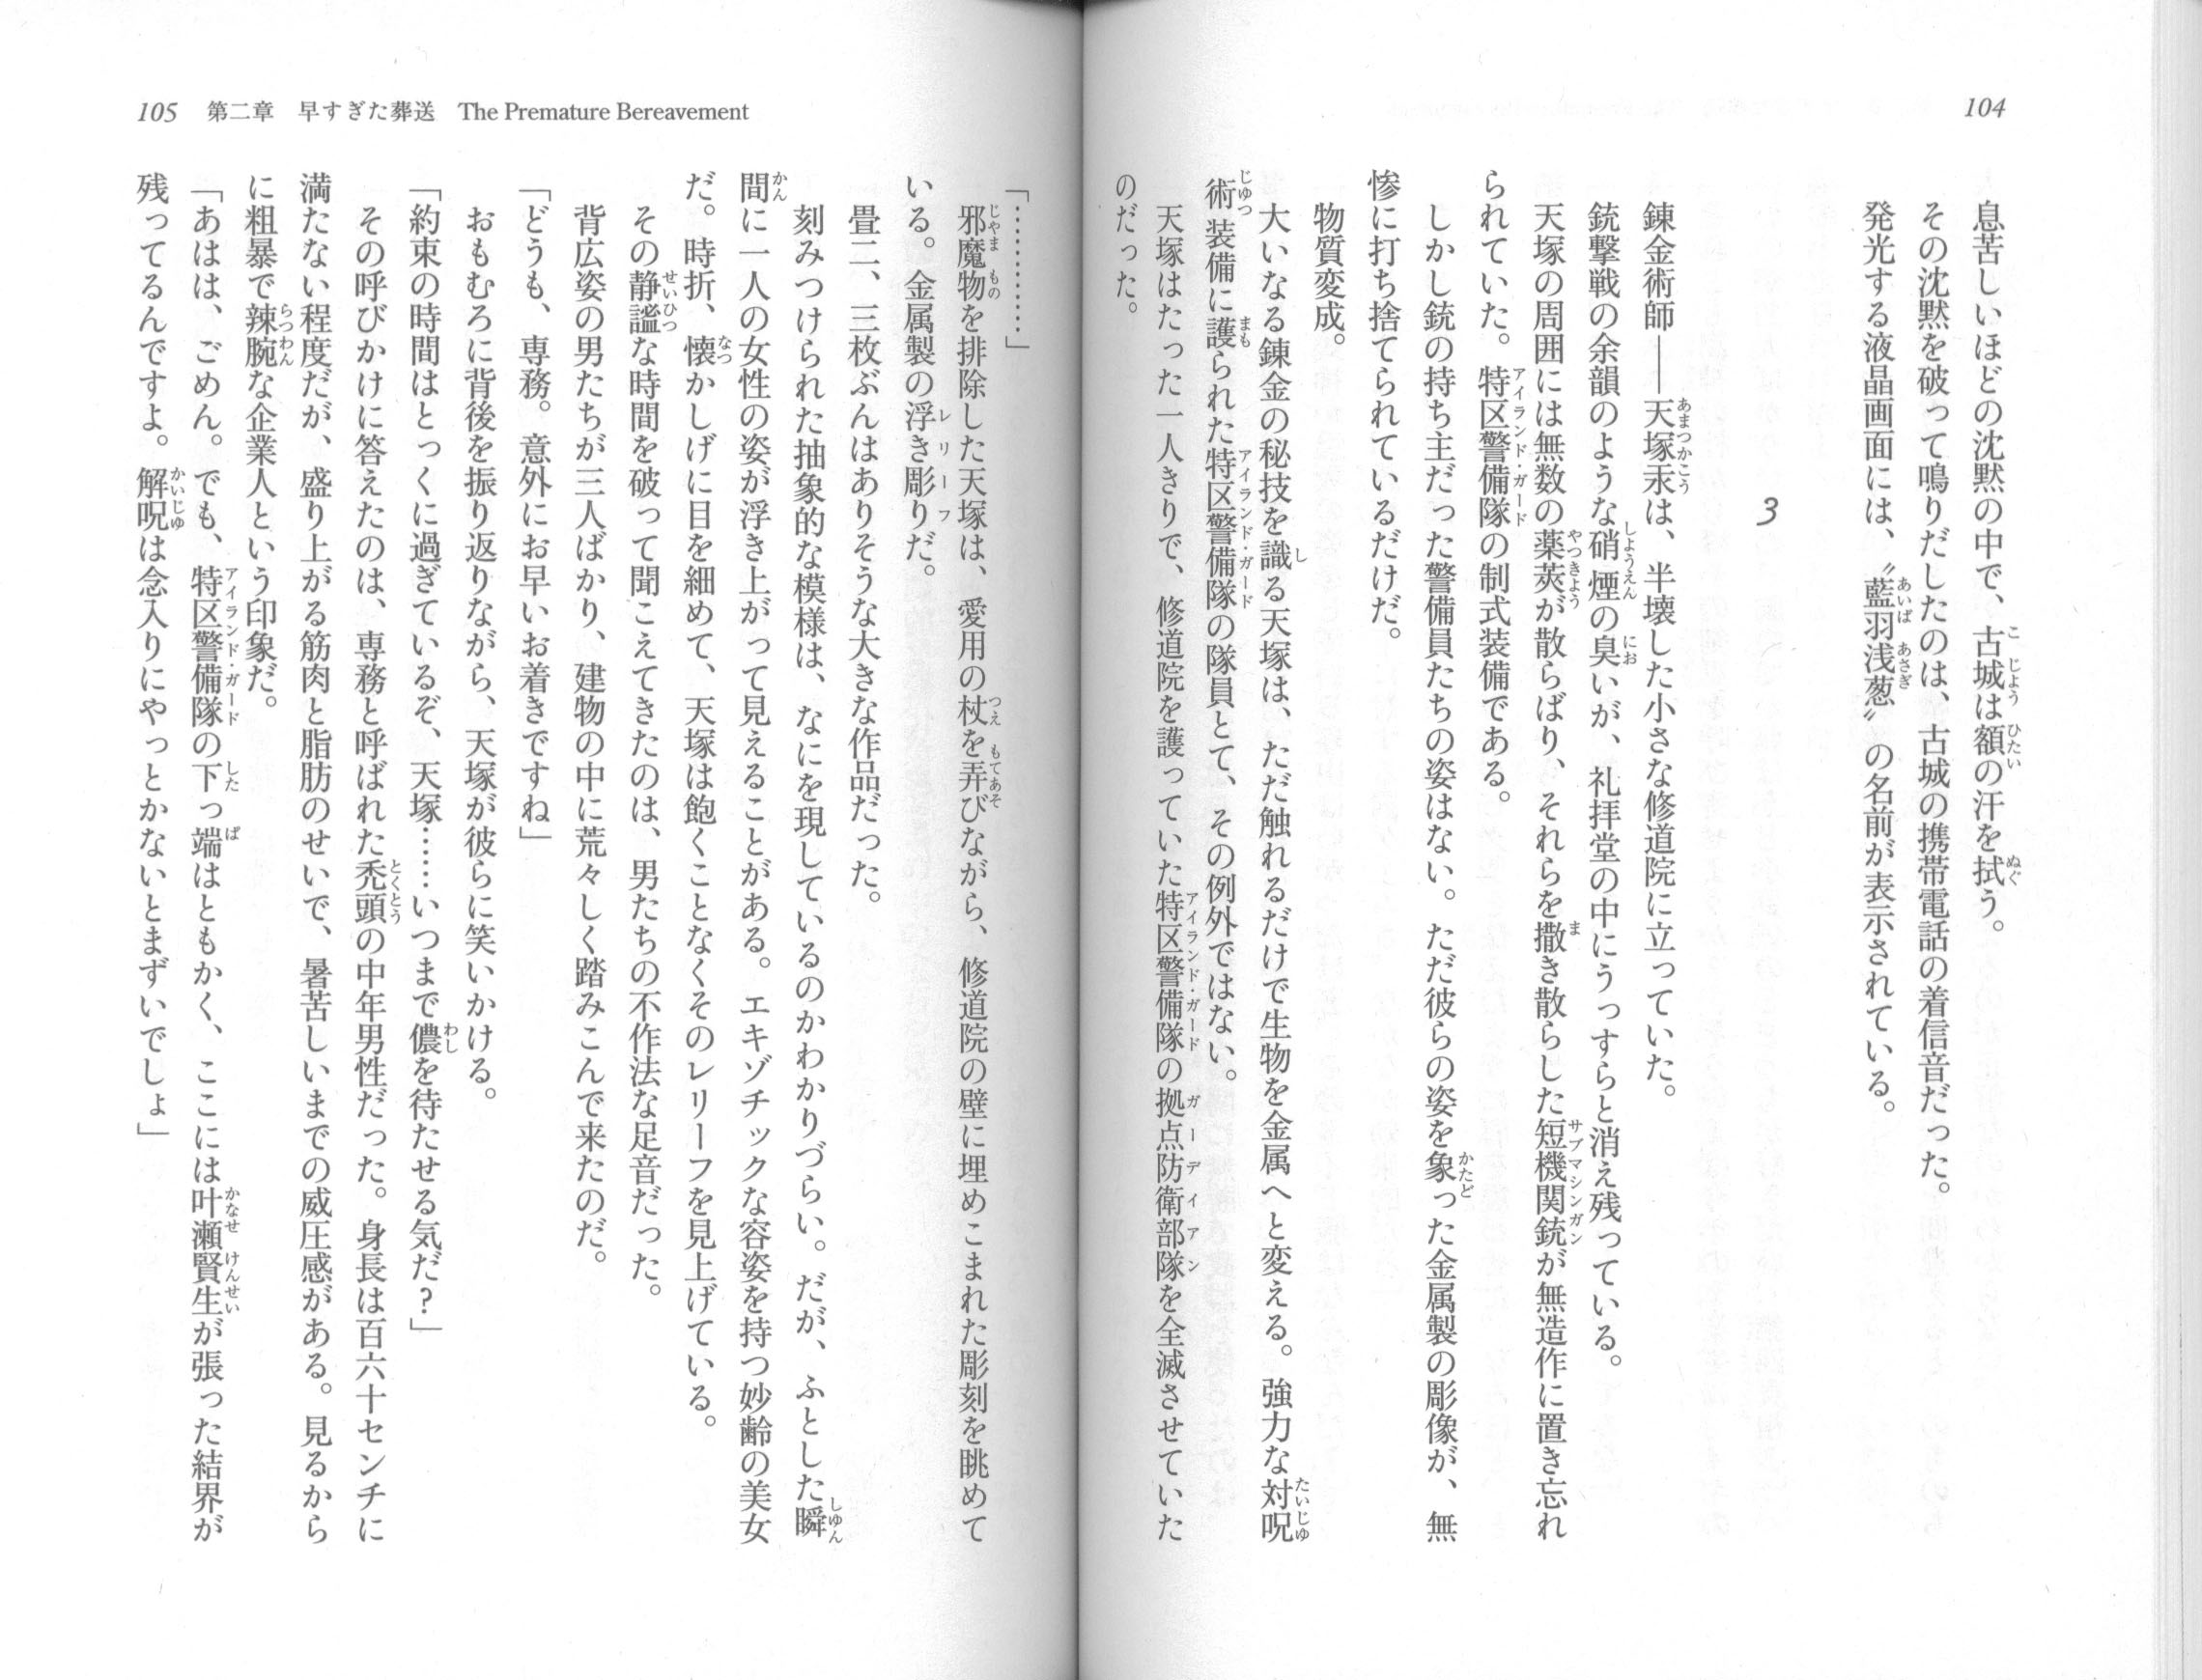 104
息苦しいほどの沈黙の中で、古城は額の汗を拭う。
その沈黙を破って鳴りだしたのは、古城の携帯電話の着信音だった。
発光する液晶画面には、〝藍羽浅葱〟の名前が表示されている。
3
錬金術師――天塚汞は、半壊した小さな修道院に立っていた。
銃撃戦の余韻のような硝煙の臭いが、礼拝堂の中にうっすらと消え残っている。
天塚の周囲には無数の薬莢が散らばり、それらを撒き散らした短機関銃が無造作に置き忘れ
られていた。特区警備隊の制式装備である。
しかし銃の持ち主だった警備員たちの姿はない。ただ彼らの姿を象った金属製の彫像が、無
惨に打ち捨てられているだけだ。
物質変成。
大いなる錬金の秘技を識る天塚は、ただ触れるだけで生物を金属へと変える。強力な対呪
術装備に護られた特区警備隊の隊員とて、その例外ではない。
天塚はたった一人きりで、修道院を護っていた特区警備隊の拠点防衛部隊を全滅させていた
のだった。
「…………」
邪魔物を排除した天塚は、愛用の杖を弄びながら、修道院の壁に埋めこまれた彫刻を眺めて
いる。金属製の浮き彫りだ。
畳二、三枚ぶんはありそうな大きな作品だった。
刻みつけられた抽象的な模様は、なにを現しているのかわかりづらい。だが、ふとした瞬
間に一人の女性の姿が浮き上がって見えることがある。エキゾチックな容姿を持つ妙齢の美女
だ。時折、懐かしげに目を細めて、天塚は飽くことなくそのレリーフを見上げている。
その静謐な時間を破って聞こえてきたのは、男たちの不作法な足音だった。
背広姿の男たちが三人ばかり、建物の中に荒々しく踏みこんで来たのだ。
「どうも、専務。意外にお早いお着きですね」
おもむろに背後を振り返りながら、天塚が彼らに笑いかける。
「約束の時間はとっくに過ぎているぞ、天塚……いつまで儂を待たせる気だ?」
その呼びかけに答えたのは、専務と呼ばれた禿頭の中年男性だった。身長は百六十センチに
満たない程度だが、盛り上がる筋肉と脂肪のせいで、暑苦しいまでの威圧感がある。見るから
に粗暴で辣腕な企業人という印象だ。
「あはは、ごめん。でも、特区警備隊の下っ端はともかく、ここには叶瀬賢生が張った結界が
残ってるんですよ。解呪は念入りにやっとかないとまずいでしょ」
105 第二章 早すぎた葬送 The Premature Bereavement